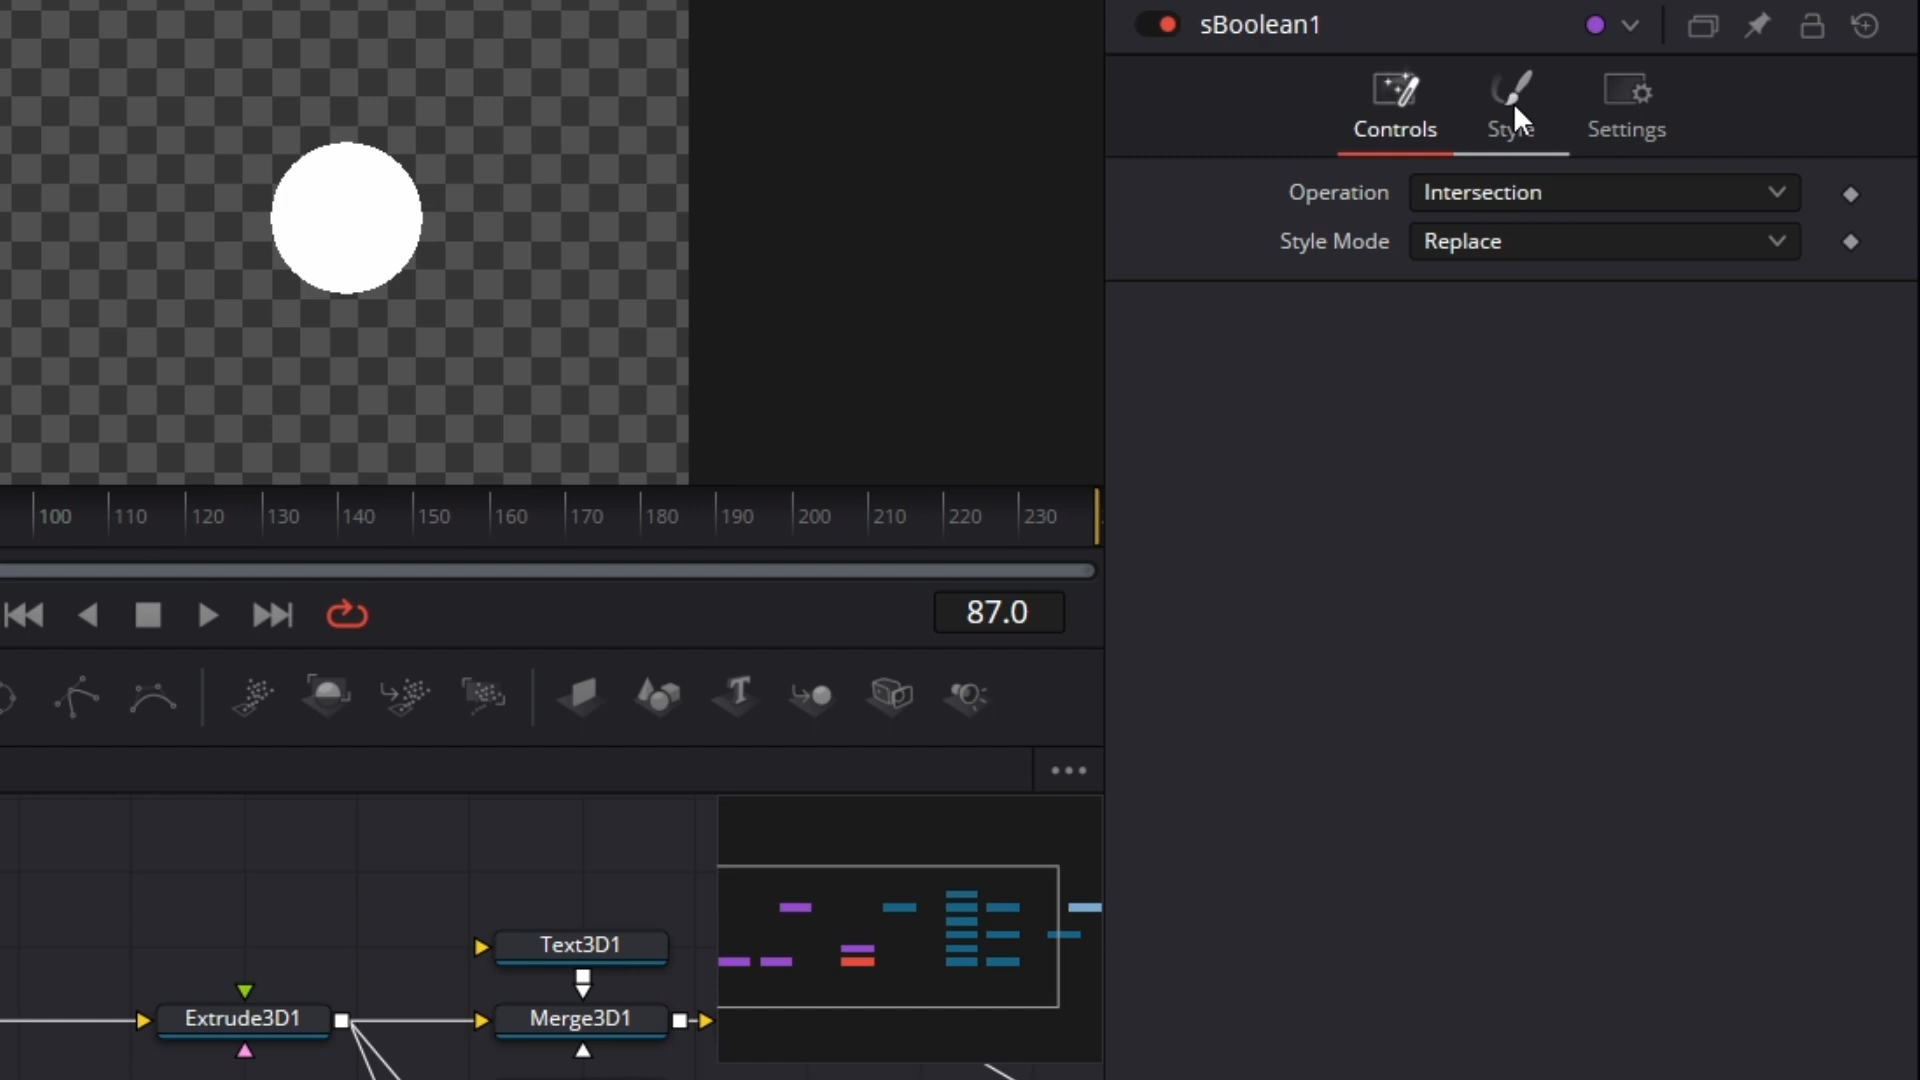 sBoolean1
Controls
Style
Settings
Operation
Intersection
Style Mode
Replace
100
110
120
130
140
150
160
170
180
190
200
210
220
230
87.0
Text3D1
Extrude3D1
Merge3D1